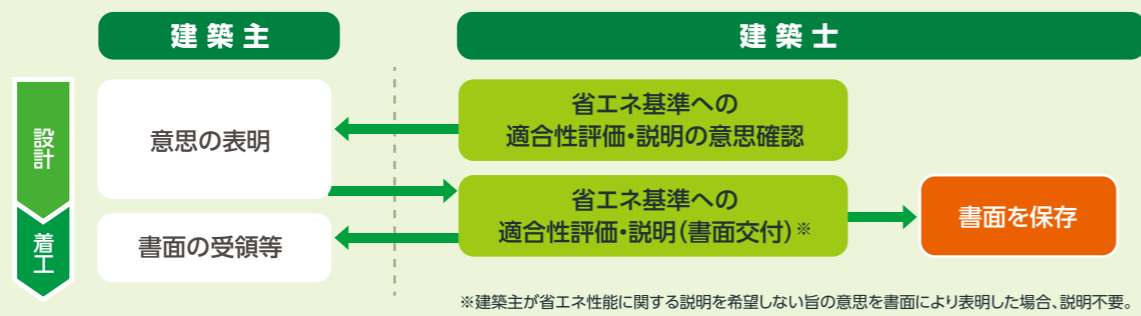 建築主
建築士
設計
意思の表明
省エネ基準への
適合性評価・説明の意思確認
省エネ基準への
適合性評価・説明(書面交付)※
書面を保存
着工
書面の受領等
※建築主が省エネ性能に関する説明を希望しない旨の意思を書面により表明した場合、説明不要。